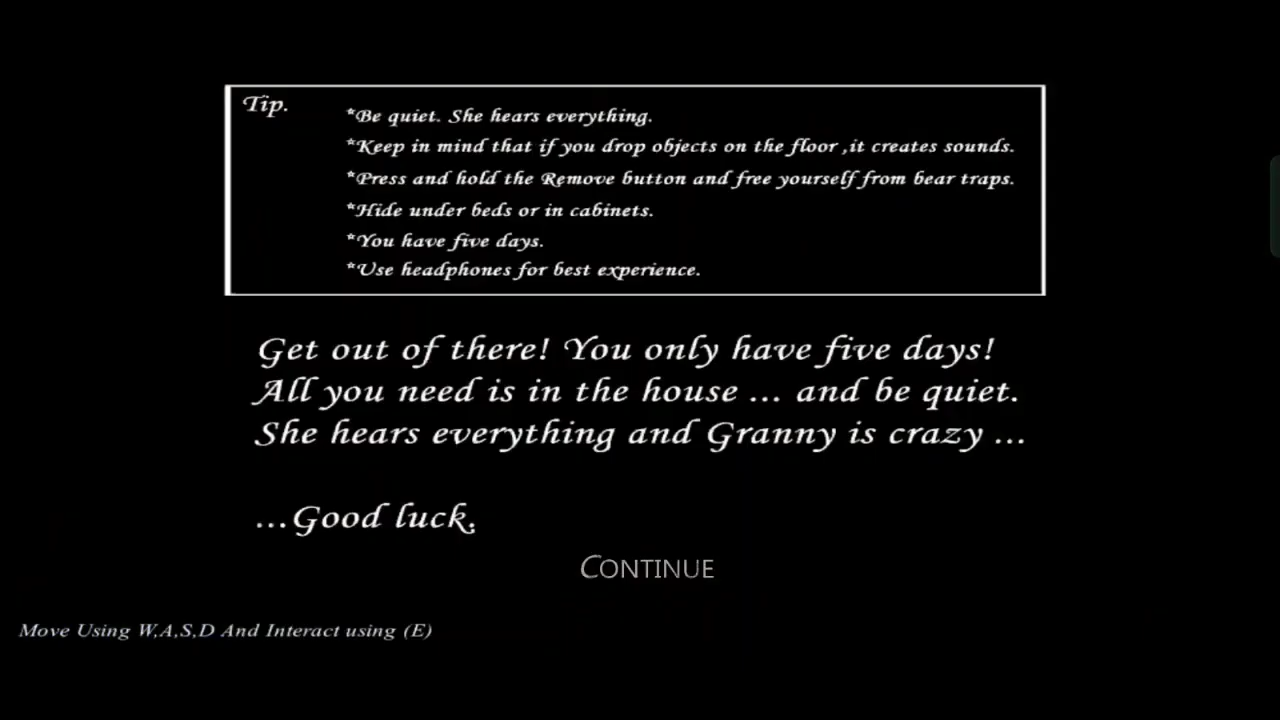 Tip.
*Be quiet. She hears everything.
*Keep in mind that if you drop objects on the floor ,it creates sounds.
*Press and hold the Remove button and free yourself from bear traps.
*Hide under beds or in cabinets.
*You have five days.
*Use headphones for best experience.
Get out of there! You only have five days!
All you need is in the house ... and be quiet.
She hears everything and Granny is crazy ...
...Good luck.
CONTINUE
Move Using W,A,S,D And Interact using (E)